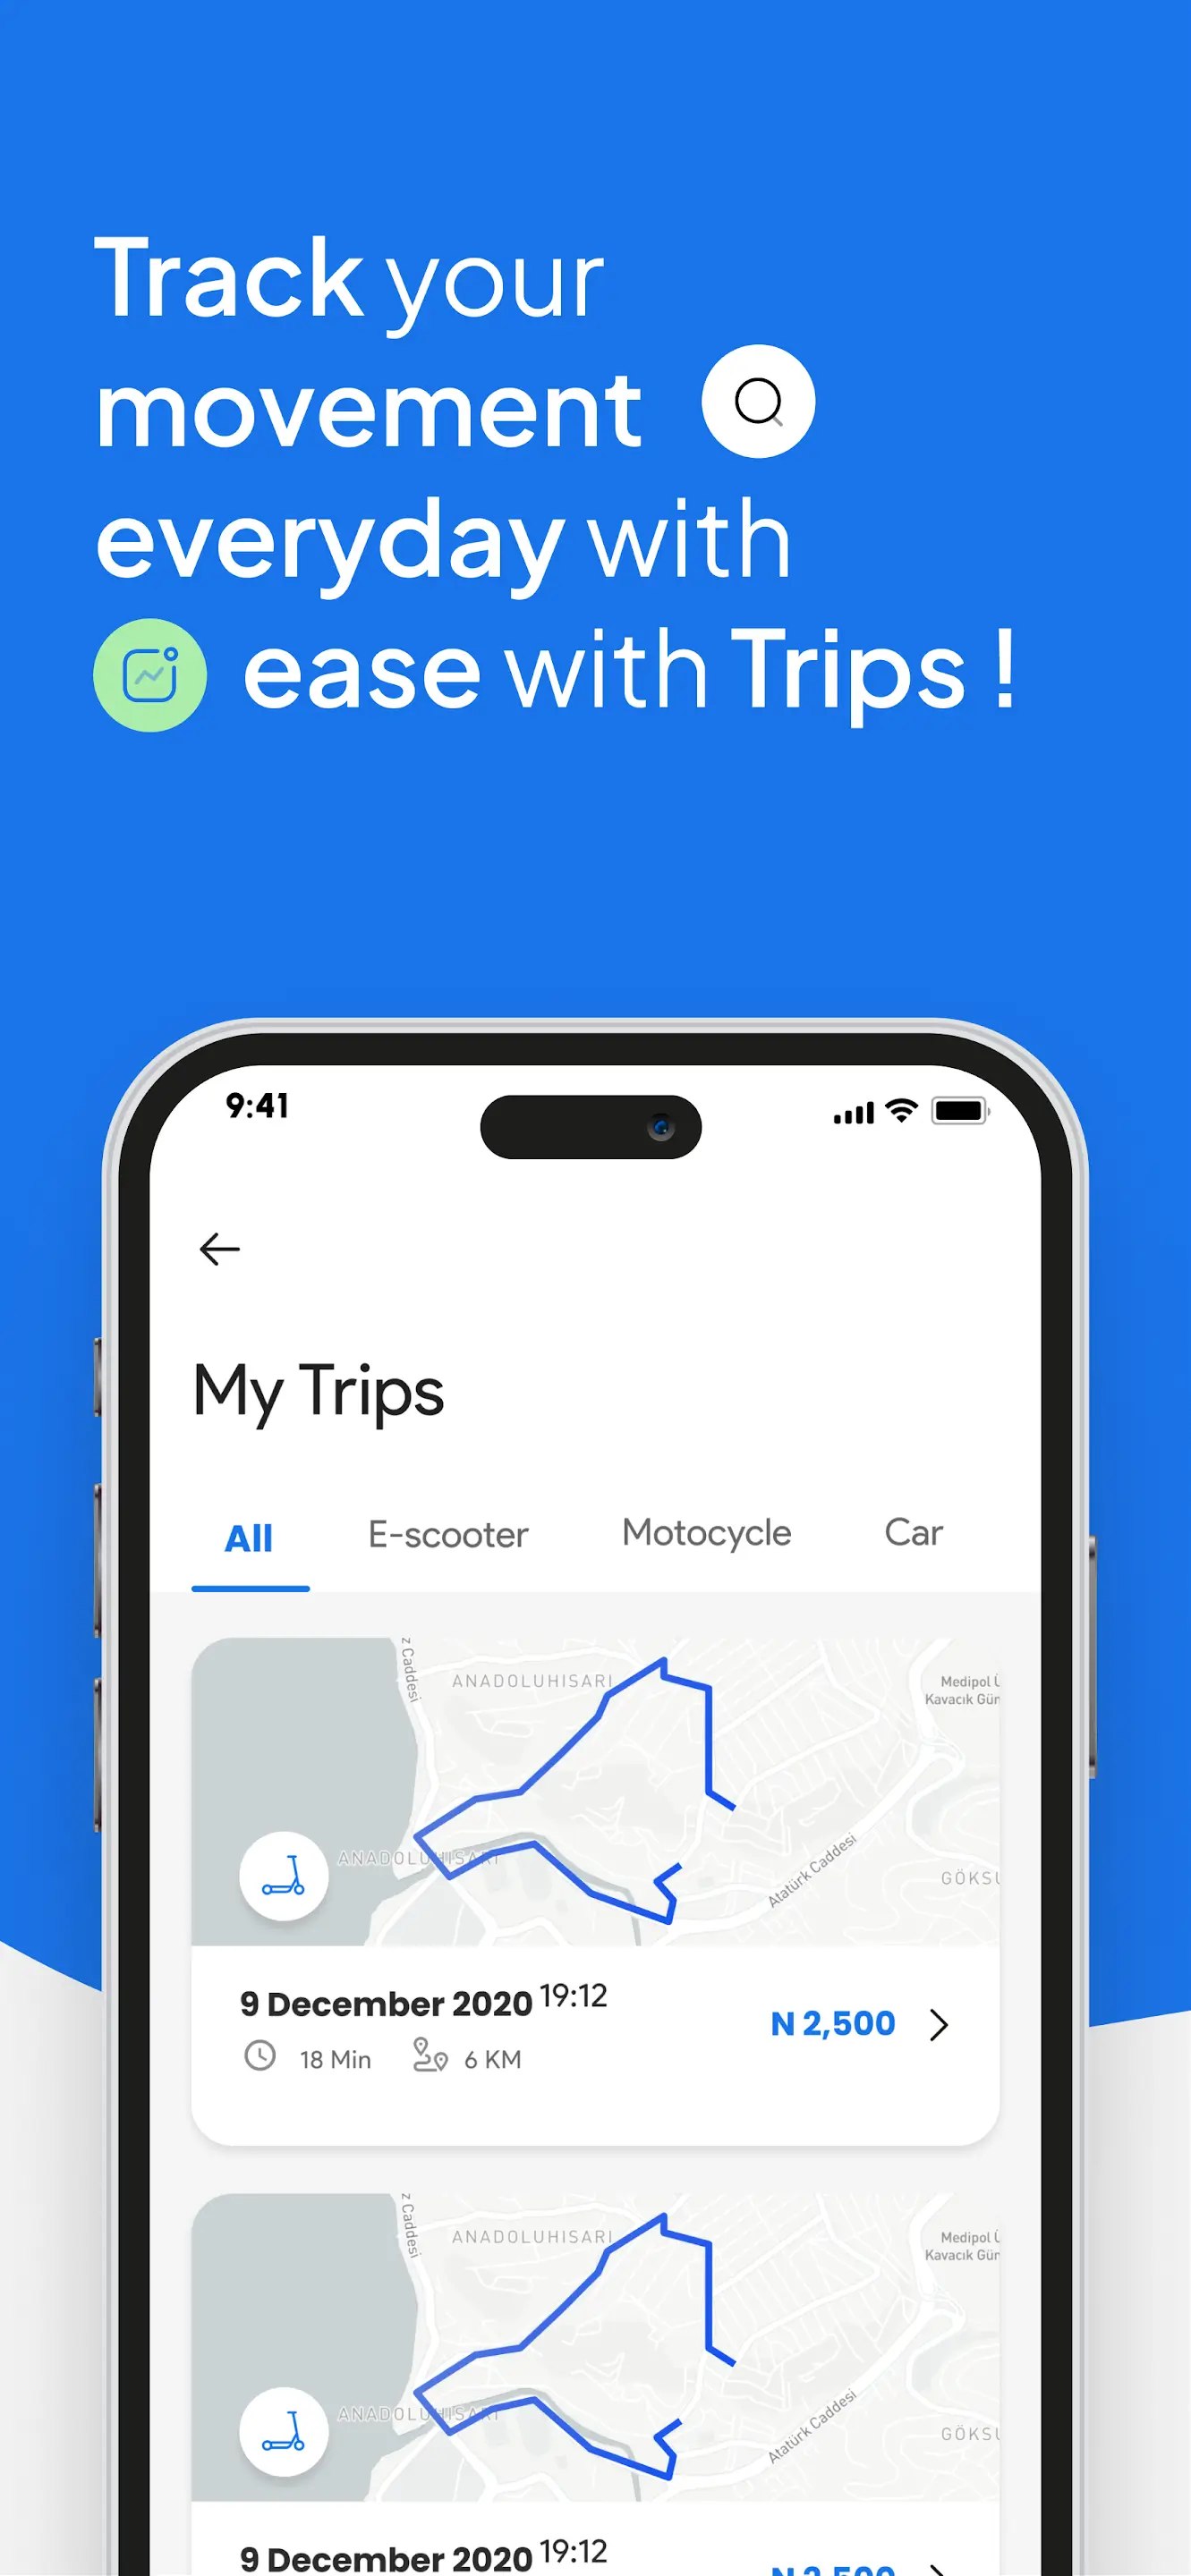 Track your
movement
everyday with
ease with Trips !
9:41
My Trips
All E-scooter Motocycle Car
z Caddesi
ANADOLUHISARI
Medipol Ü
Kavacık Gün
ANADOLUHISARI
Atatürk Caddesi
GÖKSU
9 December 2020 19:12
N 2,500
18 Min 6 KM
z Caddesi
ANADOLUHISARI
Medipol Ü
Kavacık Gün
ANADOLUHISARI
Atatürk Caddesi
GÖKSU
9 December 2020 19:12
N 2,500